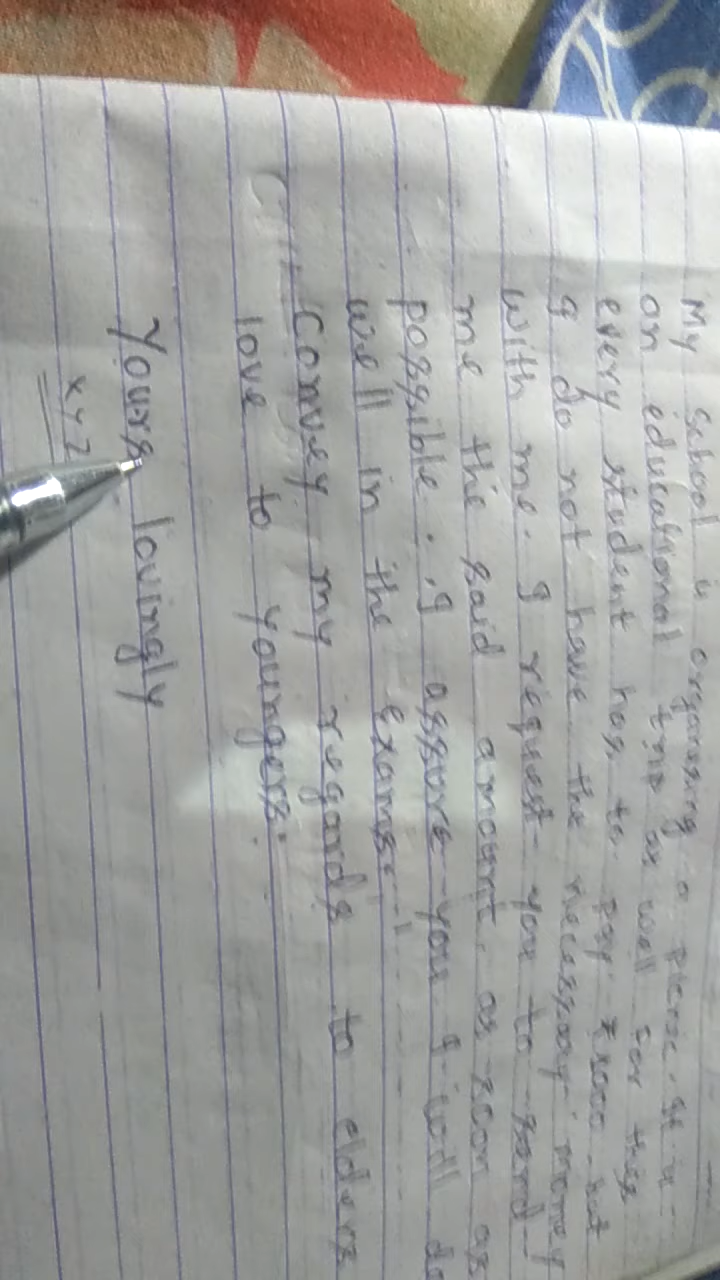 My school is organising a picnic. It is
an educational trip as well for this
every student has to pay ₹5000 but
I do not have the necessary money
with me. I request you to send
me the said amount, as soon as
possible. I assure you I will do
well in the exams.
Convey my regards to elders
love to youngers.
Yours lovingly
xyz